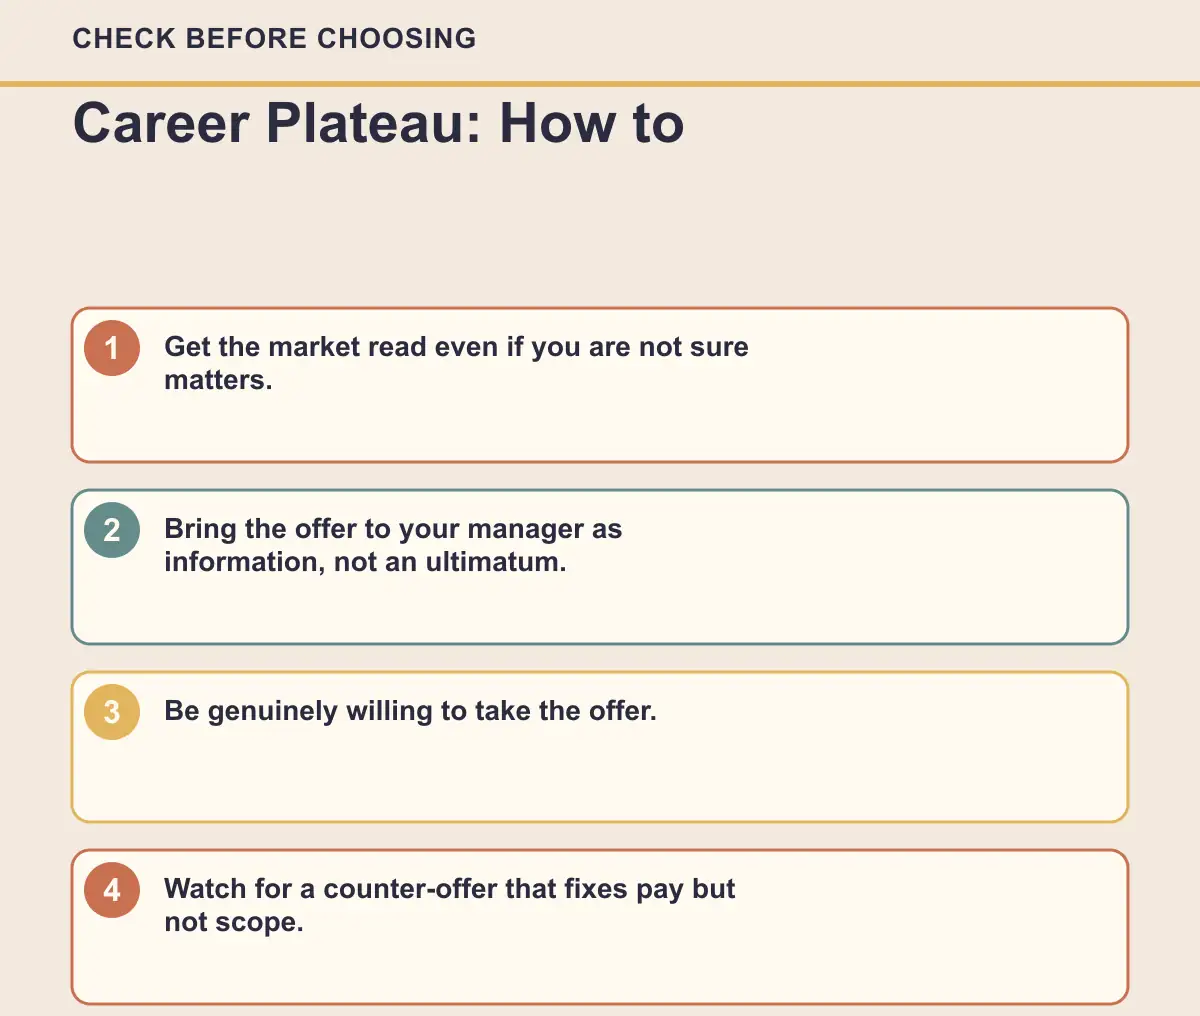 CHECK BEFORE CHOOSING
Career Plateau: How to
1
Get the market read even if you are not sure
matters.
2
Bring the offer to your manager as
information, not an ultimatum.
3
Be genuinely willing to take the offer.
4
Watch for a counter-offer that fixes pay but
not scope.